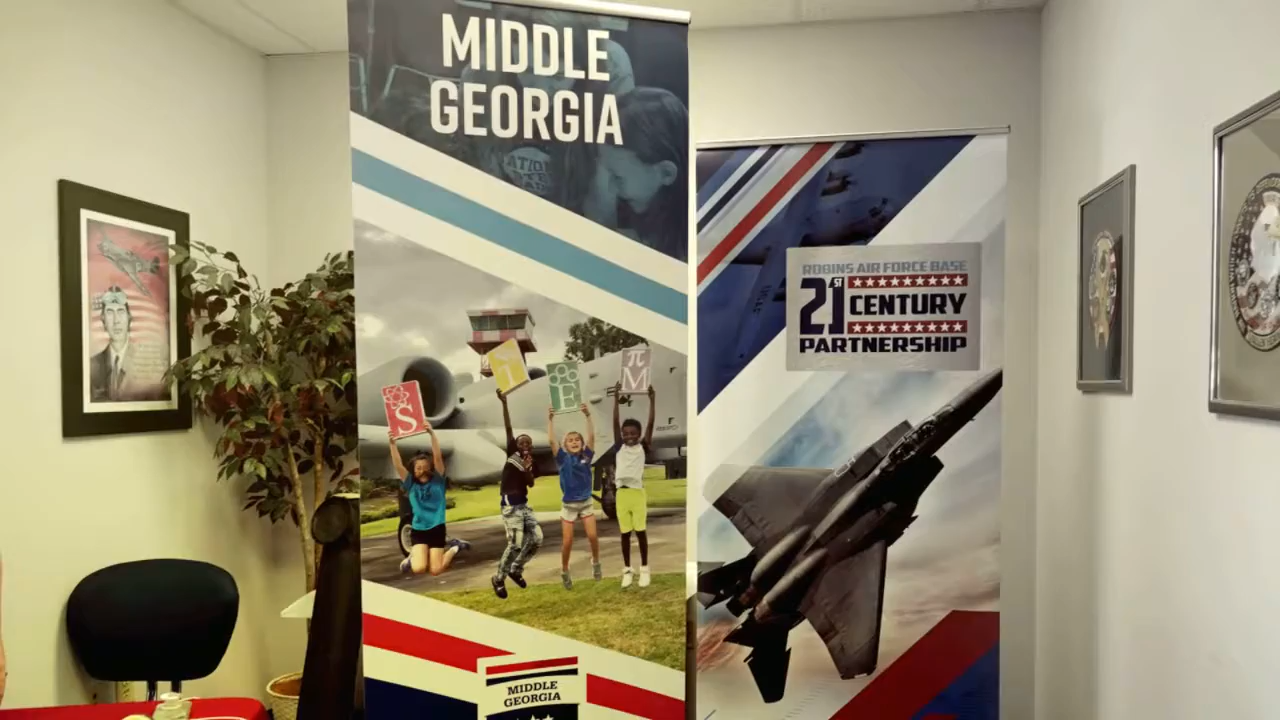 MIDDLE
GEORGIA
S
T
E
π
M
MIDDLE
GEORGIA
ROBINS AIR FORCE BASE
21ST
CENTURY
PARTNERSHIP